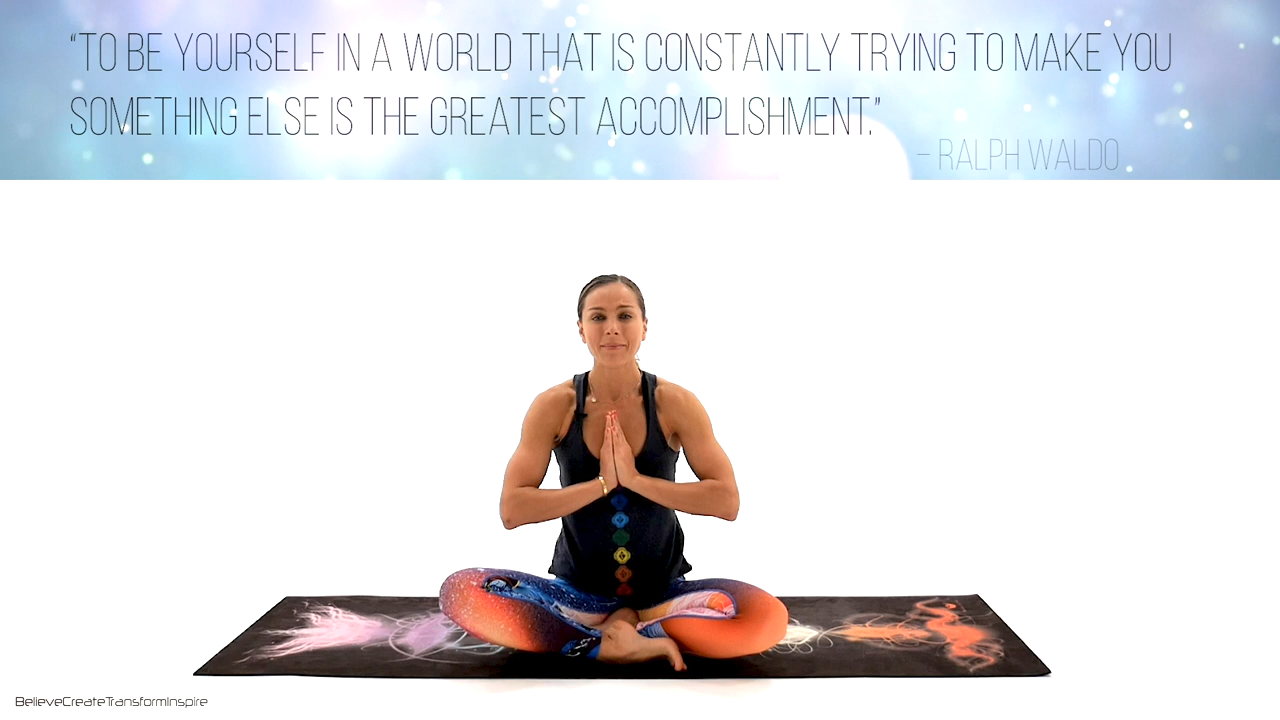 "TO BE YOURSELF IN A WORLD THAT IS CONSTANTLY TRYING TO MAKE YOU
SOMETHING ELSE IS THE GREATEST ACCOMPLISHMENT."
– RALPH WALDO
BelieveCreateTransformInspire